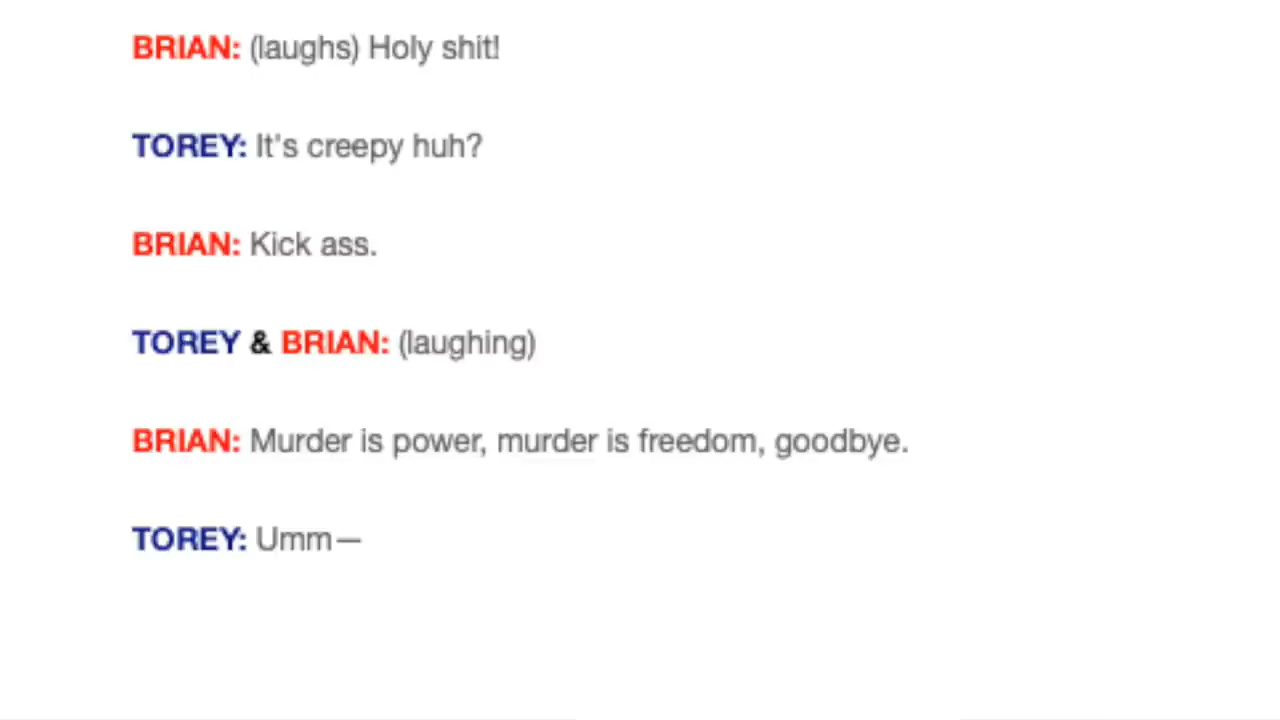 BRIAN: (laughs) Holy shit!
TOREY: It's creepy huh?
BRIAN: Kick ass.
TOREY & BRIAN: (laughing)
BRIAN: Murder is power, murder is freedom, goodbye.
TOREY: Umm—